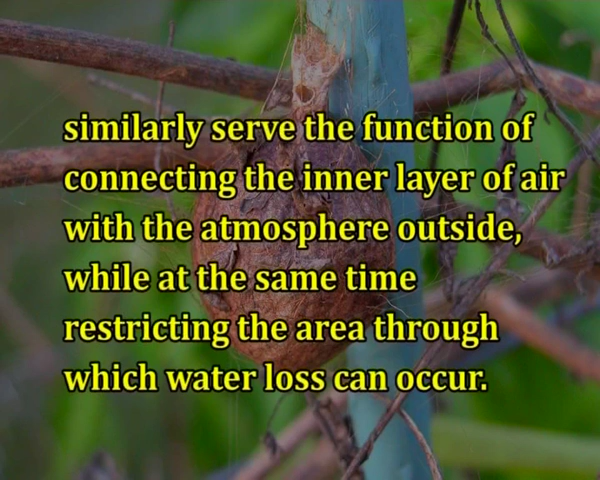 similarly serve the function of
connecting the inner layer of air
with the atmosphere outside,
while at the same time
restricting the area through
which water loss can occur.